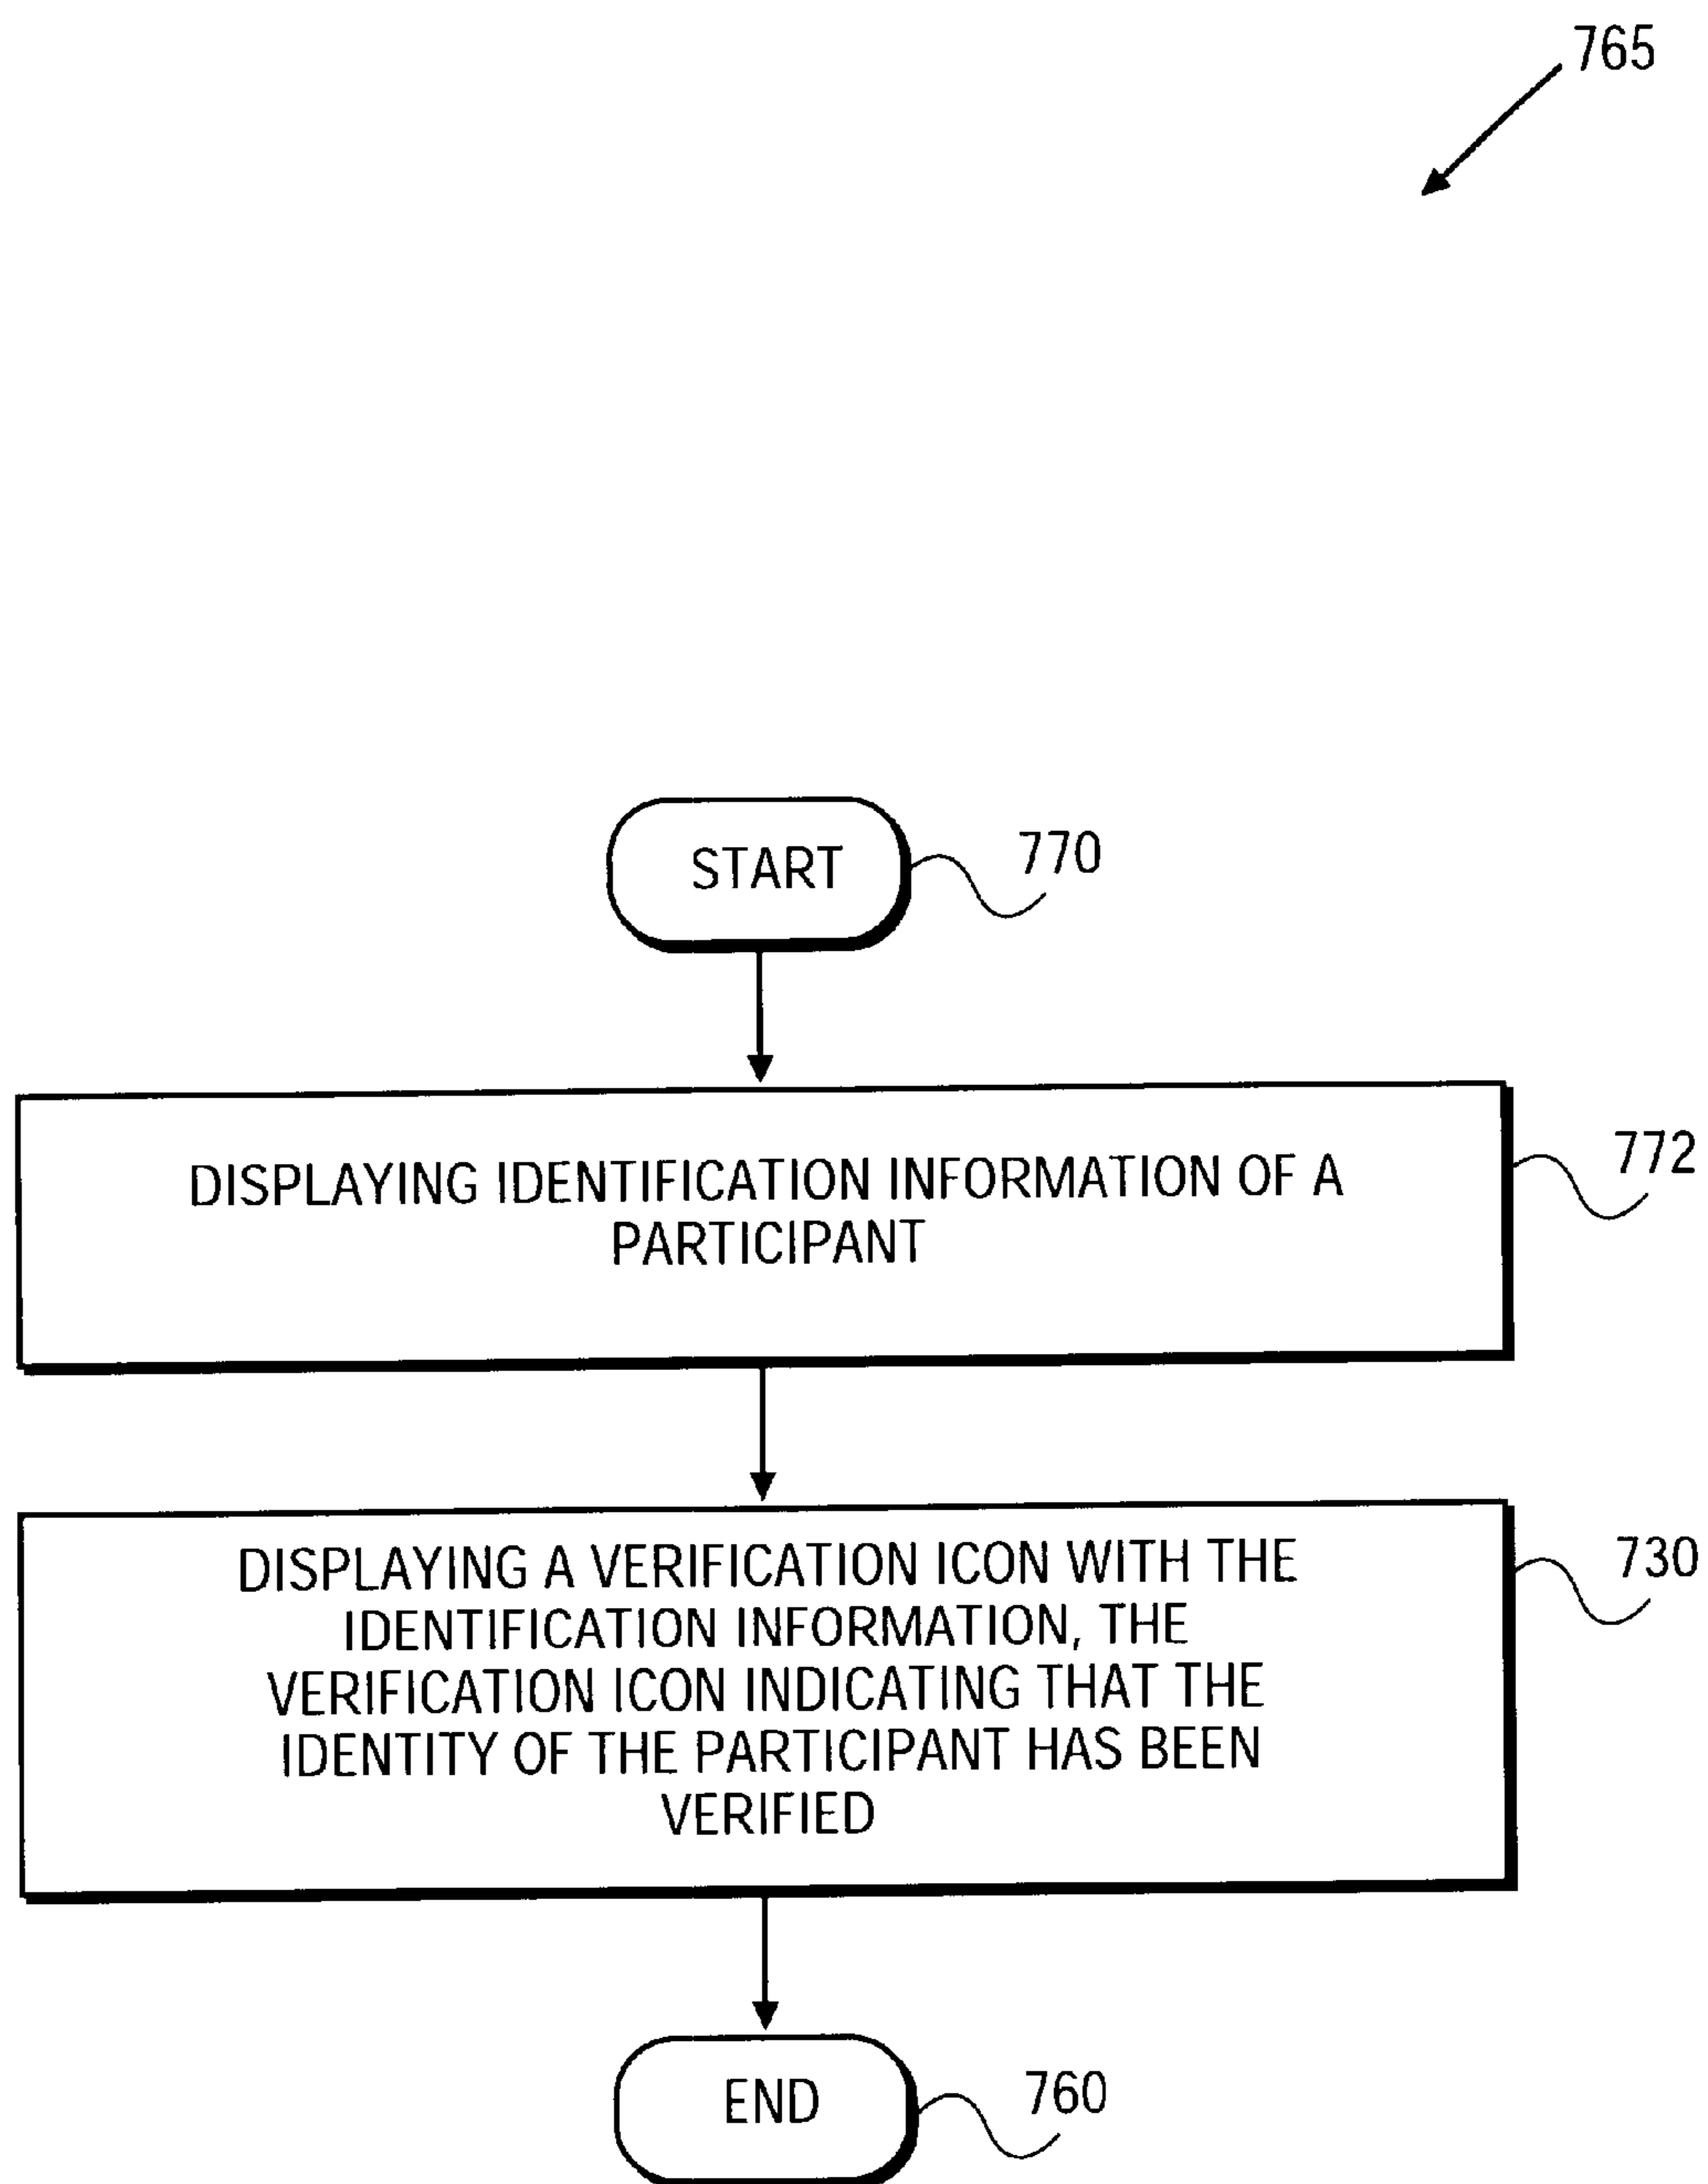 765
START
770
DISPLAYING IDENTIFICATION INFORMATION OF A
PARTICIPANT
772
DISPLAYING A VERIFICATION ICON WITH THE
IDENTIFICATION INFORMATION, THE
VERIFICATION ICON INDICATING THAT THE
IDENTITY OF THE PARTICIPANT HAS BEEN
VERIFIED
730
END
760